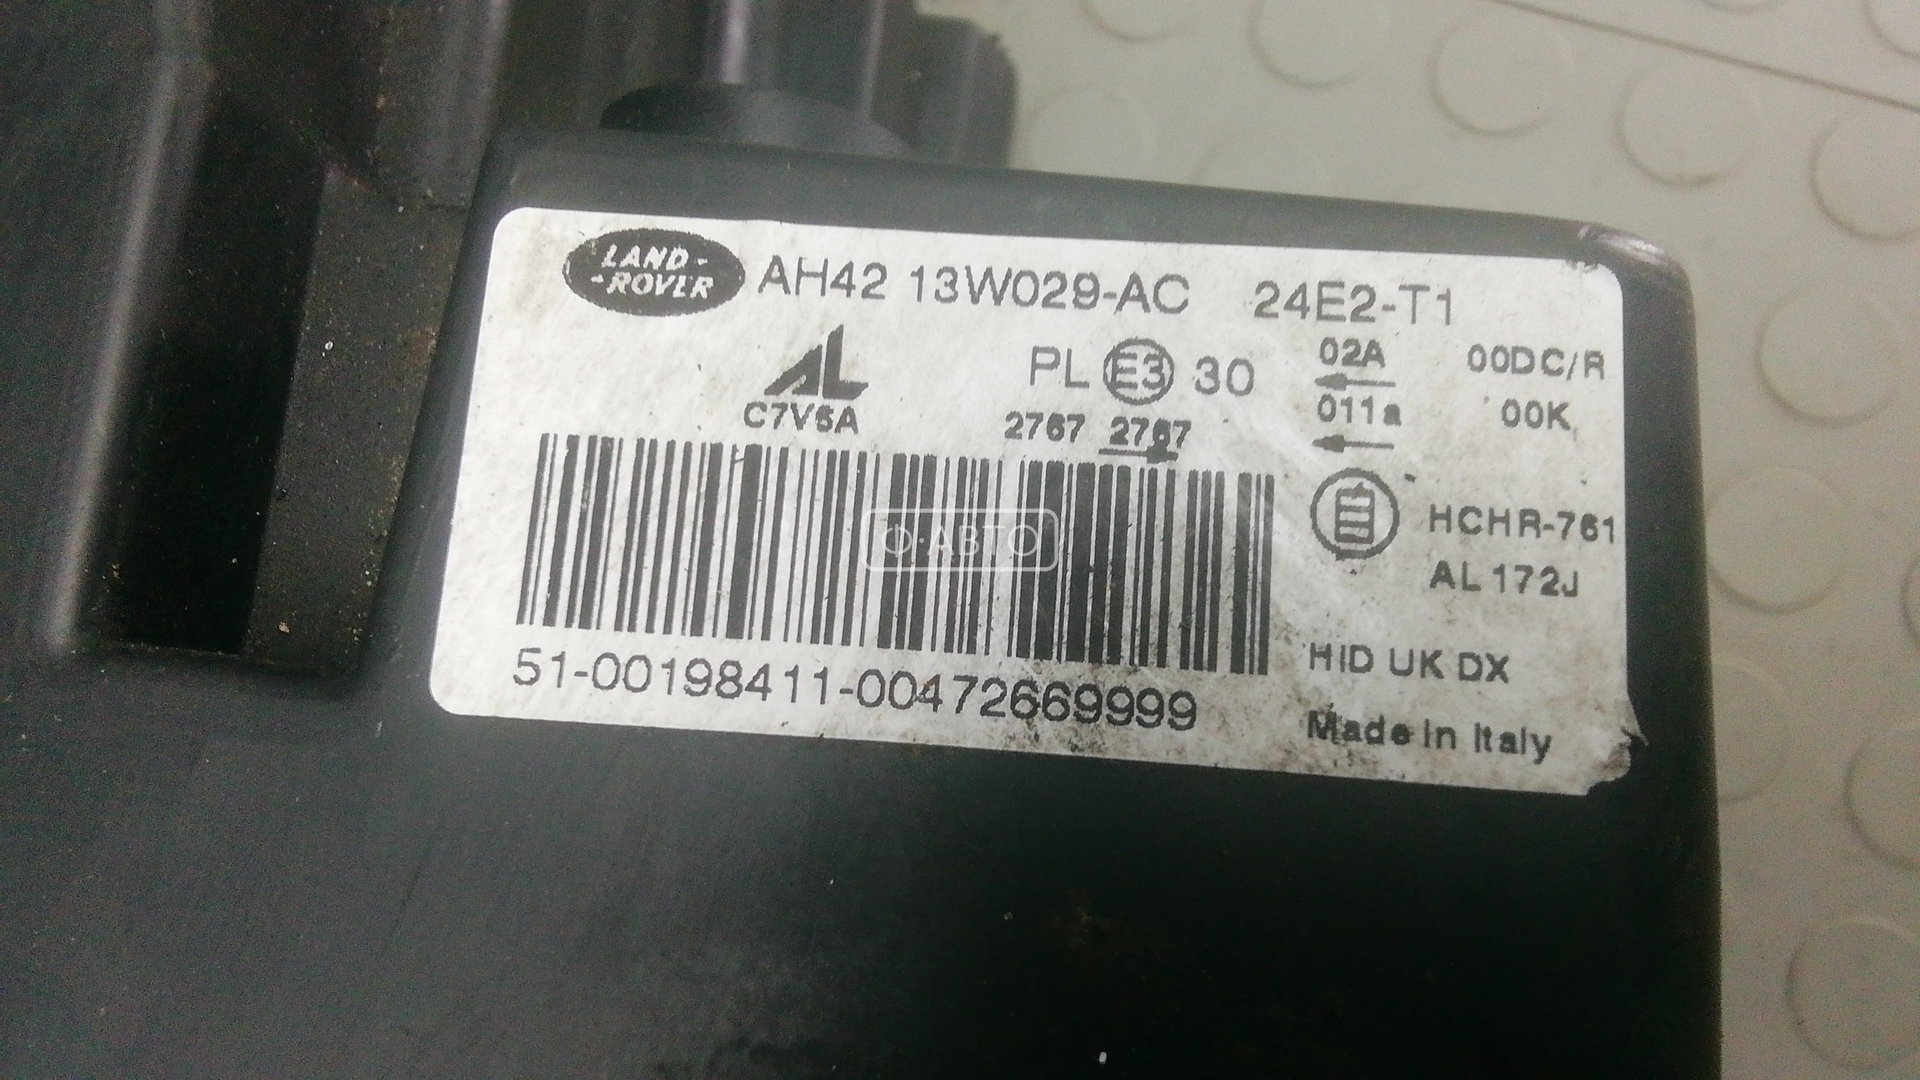 LAND-
-ROVER
AH42 13W029-AC 24E2-T1
AL
C7V5A
PL E3 30
2767 2767
02A 00DC/R
011a 00K
HCHR-761
AL 172J
Ф·АВТО
HID UK DX
51-00198411-00472669999
Made in Italy